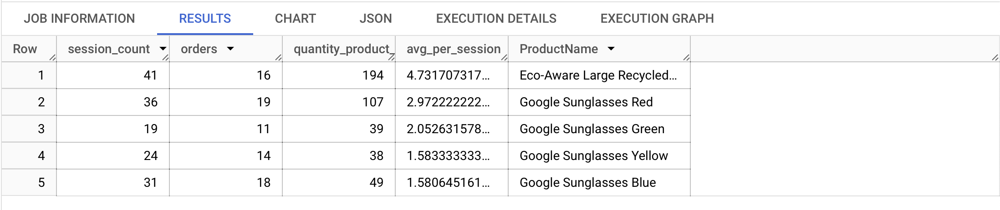 JOB INFORMATION RESULTS CHART JSON EXECUTION DETAILS EXECUTION GRAPH
Row session_count orders quantity_product_ avg_per_session ProductName
1 41 16 194 4.731707317... Eco-Aware Large Recycled...
2 36 19 107 2.972222222... Google Sunglasses Red
3 19 11 39 2.052631578... Google Sunglasses Green
4 24 14 38 1.583333333... Google Sunglasses Yellow
5 31 18 49 1.580645161... Google Sunglasses Blue